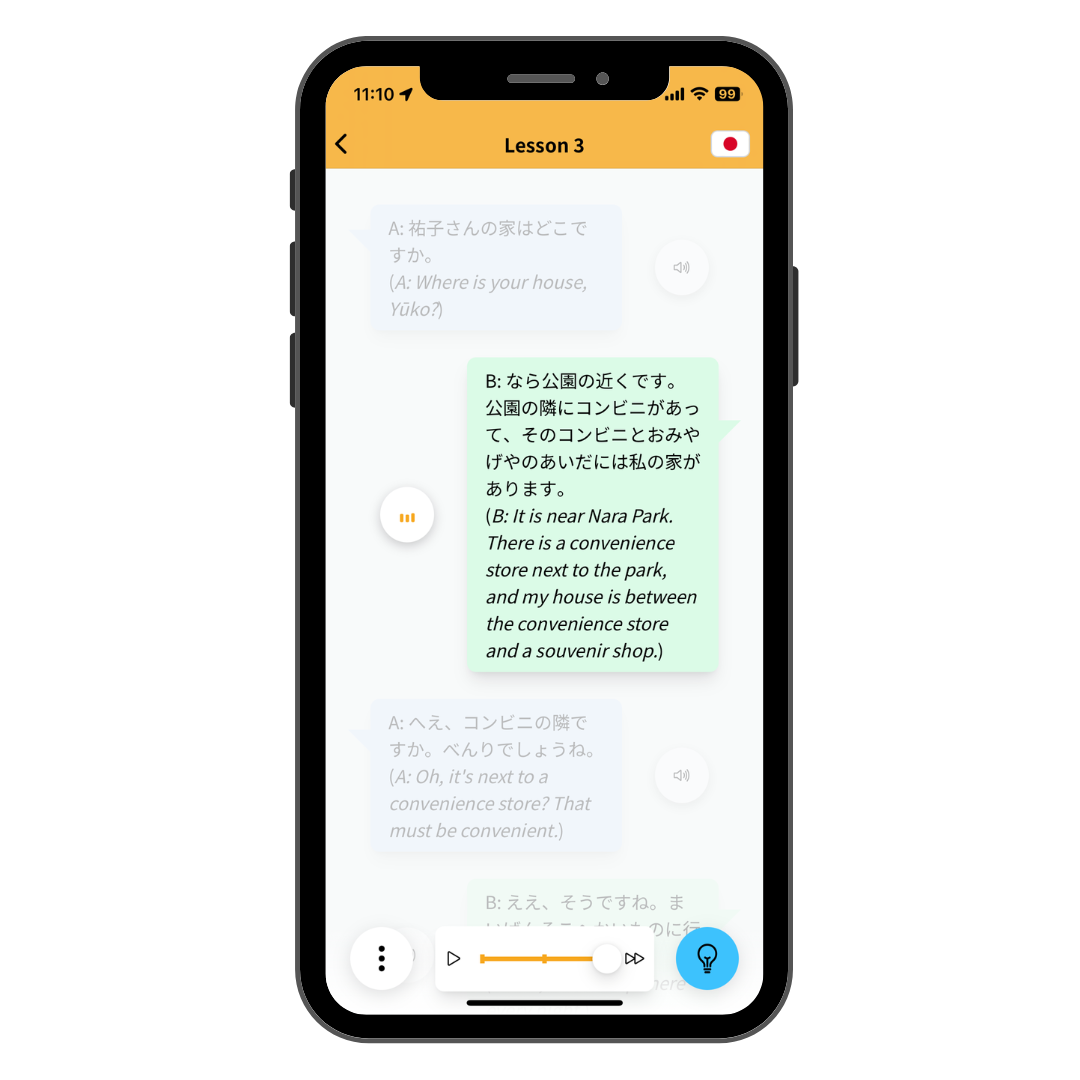 11:10
99
Lesson 3
A: 祐子さんの家はどこで
すか。
(A: Where is your house,
Yūko?)
B: なら公園の近くです。
公園の隣にコンビニがあっ
て、そのコンビニとおみや
げやのあいだには私の家が
あります。
(B: It is near Nara Park.
There is a convenience
store next to the park,
and my house is between
the convenience store
and a souvenir shop.)
A: へえ、コンビニの隣で
すか。べんりでしょうね。
(A: Oh, it's next to a
convenience store? That
must be convenient.)
B: ええ、そうですね。ま